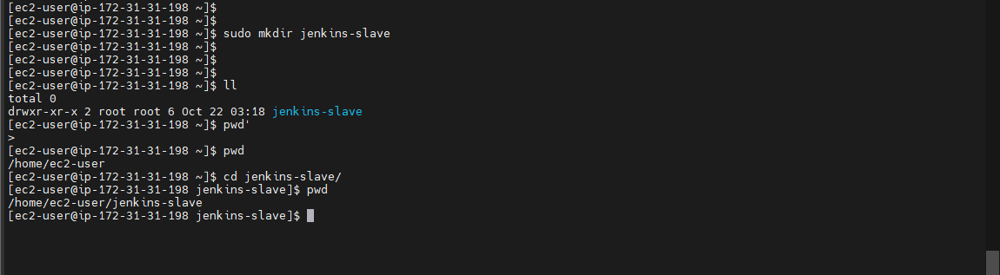 [ec2-user@ip-172-31-31-198 ~]$
[ec2-user@ip-172-31-31-198 ~]$
[ec2-user@ip-172-31-31-198 ~]$ sudo mkdir jenkins-slave
[ec2-user@ip-172-31-31-198 ~]$
[ec2-user@ip-172-31-31-198 ~]$
[ec2-user@ip-172-31-31-198 ~]$
[ec2-user@ip-172-31-31-198 ~]$ ll
total 0
drwxr-xr-x 2 root root 6 Oct 22 03:18 jenkins-slave
[ec2-user@ip-172-31-31-198 ~]$ pwd'
>
[ec2-user@ip-172-31-31-198 ~]$ pwd
/home/ec2-user
[ec2-user@ip-172-31-31-198 ~]$ cd jenkins-slave/
[ec2-user@ip-172-31-31-198 jenkins-slave]$ pwd
/home/ec2-user/jenkins-slave
[ec2-user@ip-172-31-31-198 jenkins-slave]$